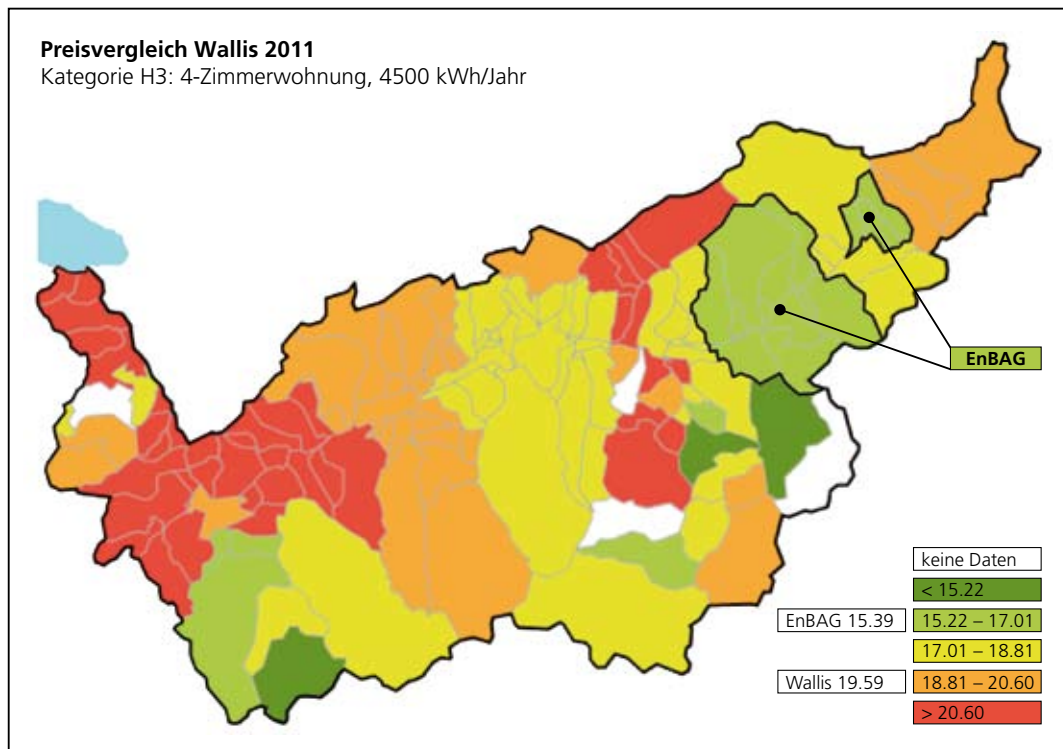 Preisvergleich Wallis 2011
Kategorie H3: 4-Zimmerwohnung, 4500 kWh/Jahr
EnBAG
keine Daten
< 15.22
EnBAG 15.39 15.22 – 17.01
17.01 – 18.81
Wallis 19.59 18.81 – 20.60
> 20.60